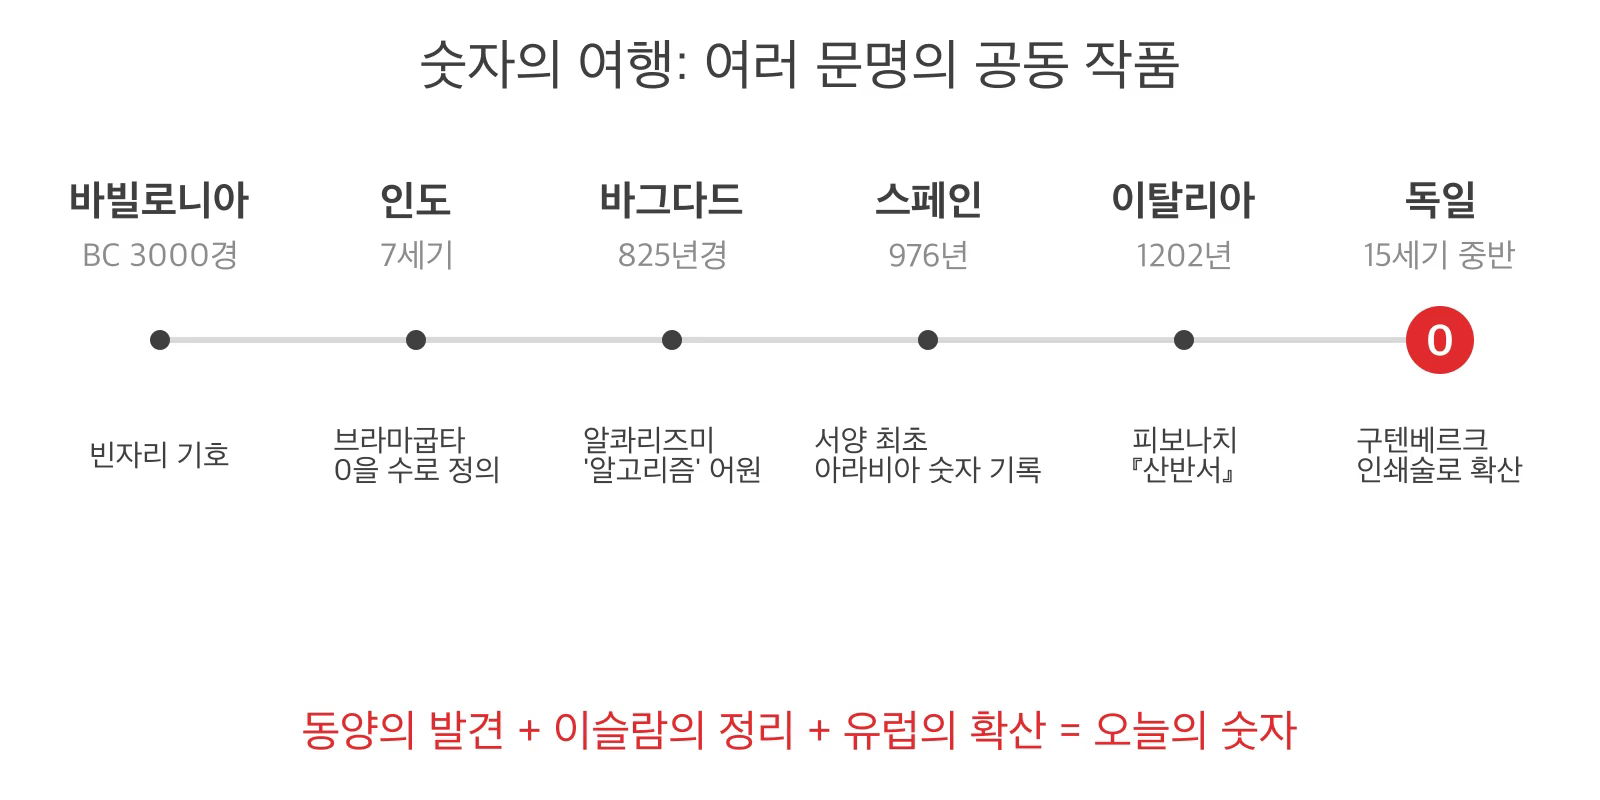 숫자의 여행: 여러 문명의 공동 작품
바빌로니아
BC 3000경
빈자리 기호
인도
7세기
브라마굽타
0을 수로 정의
바그다드
825년경
알콰리즈미
'알고리즘' 어원
스페인
976년
서양 최초
아라비아 숫자 기록
이탈리아
1202년
피보나치
『산반서』
독일
15세기 중반
0
구텐베르크
인쇄술로 확산
동양의 발견 + 이슬람의 정리 + 유럽의 확산 = 오늘의 숫자